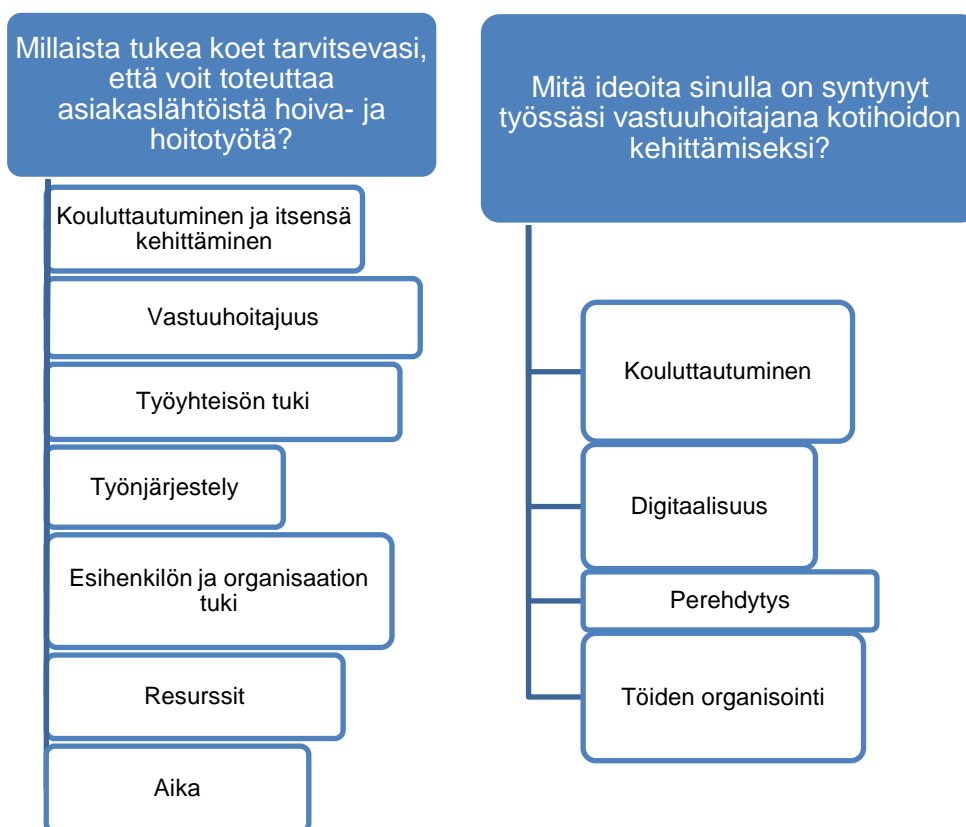 Millaista tukea koet tarvitsevasi,
että voit toteuttaa
asiakaslähtöistä hoiva- ja
hoitotyötä?
Kouluttautuminen ja itsensä
kehittäminen
Vastuuhoitajuus
Työyhteisön tuki
Työnjärjestely
Esihenkilön ja organisaation
tuki
Resurssit
Aika
Mitä ideoita sinulla on syntynyt
työssäsi vastuuhoitajana kotihoidon
kehittämiseksi?
Kouluttautuminen
Digitaalisuus
Perehdytys
Töiden organisointi